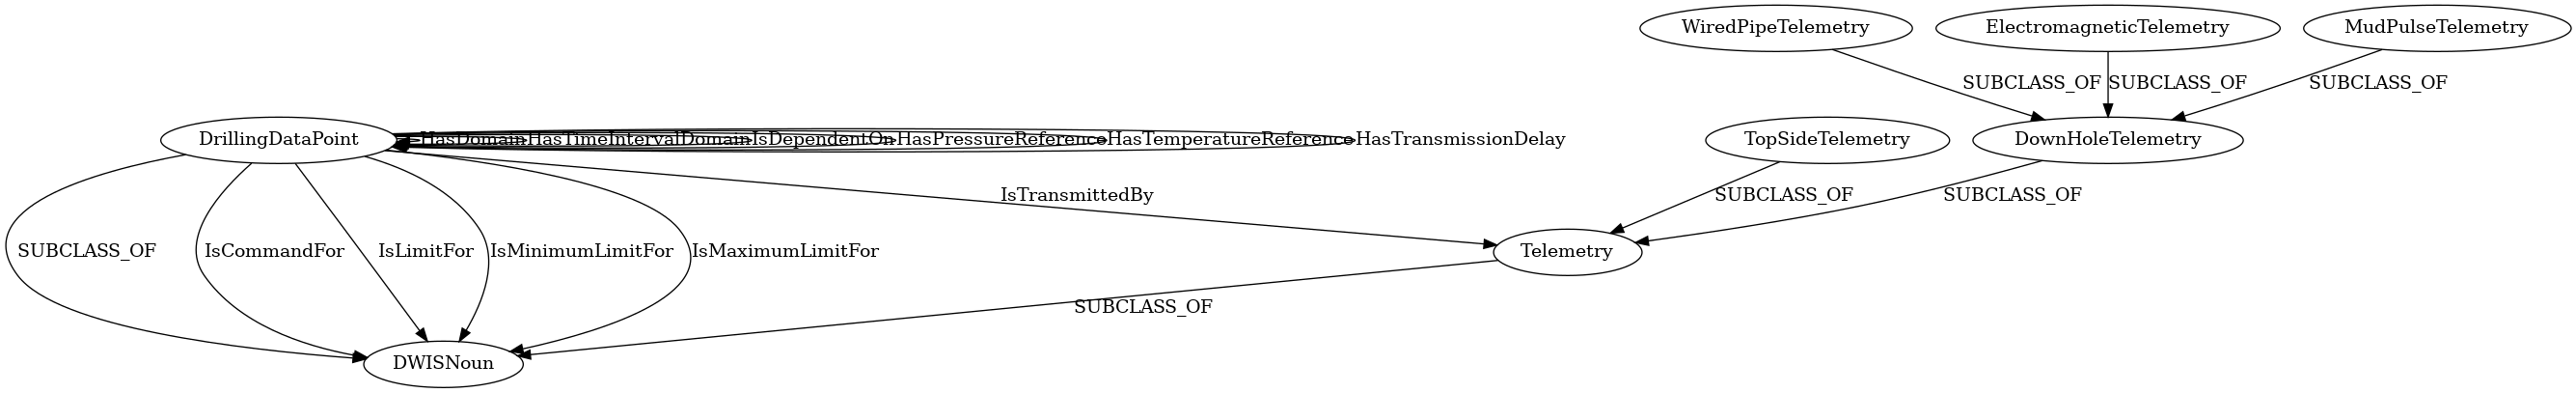 WiredPipeTelemetry
ElectromagneticTelemetry
MudPulseTelemetry
SUBCLASS_OF
SUBCLASS_OF
SUBCLASS_OF
DrillingDataPoint
HasDomain
HasTimeIntervalDomain
IsDependentOn
HasPressureReference
HasTemperatureReference
HasTransmissionDelay
TopSideTelemetry
DownHoleTelemetry
IsTransmittedBy
SUBCLASS_OF
SUBCLASS_OF
SUBCLASS_OF
IsCommandFor
IsLimitFor
IsMinimumLimitFor
IsMaximumLimitFor
Telemetry
SUBCLASS_OF
DWISNoun